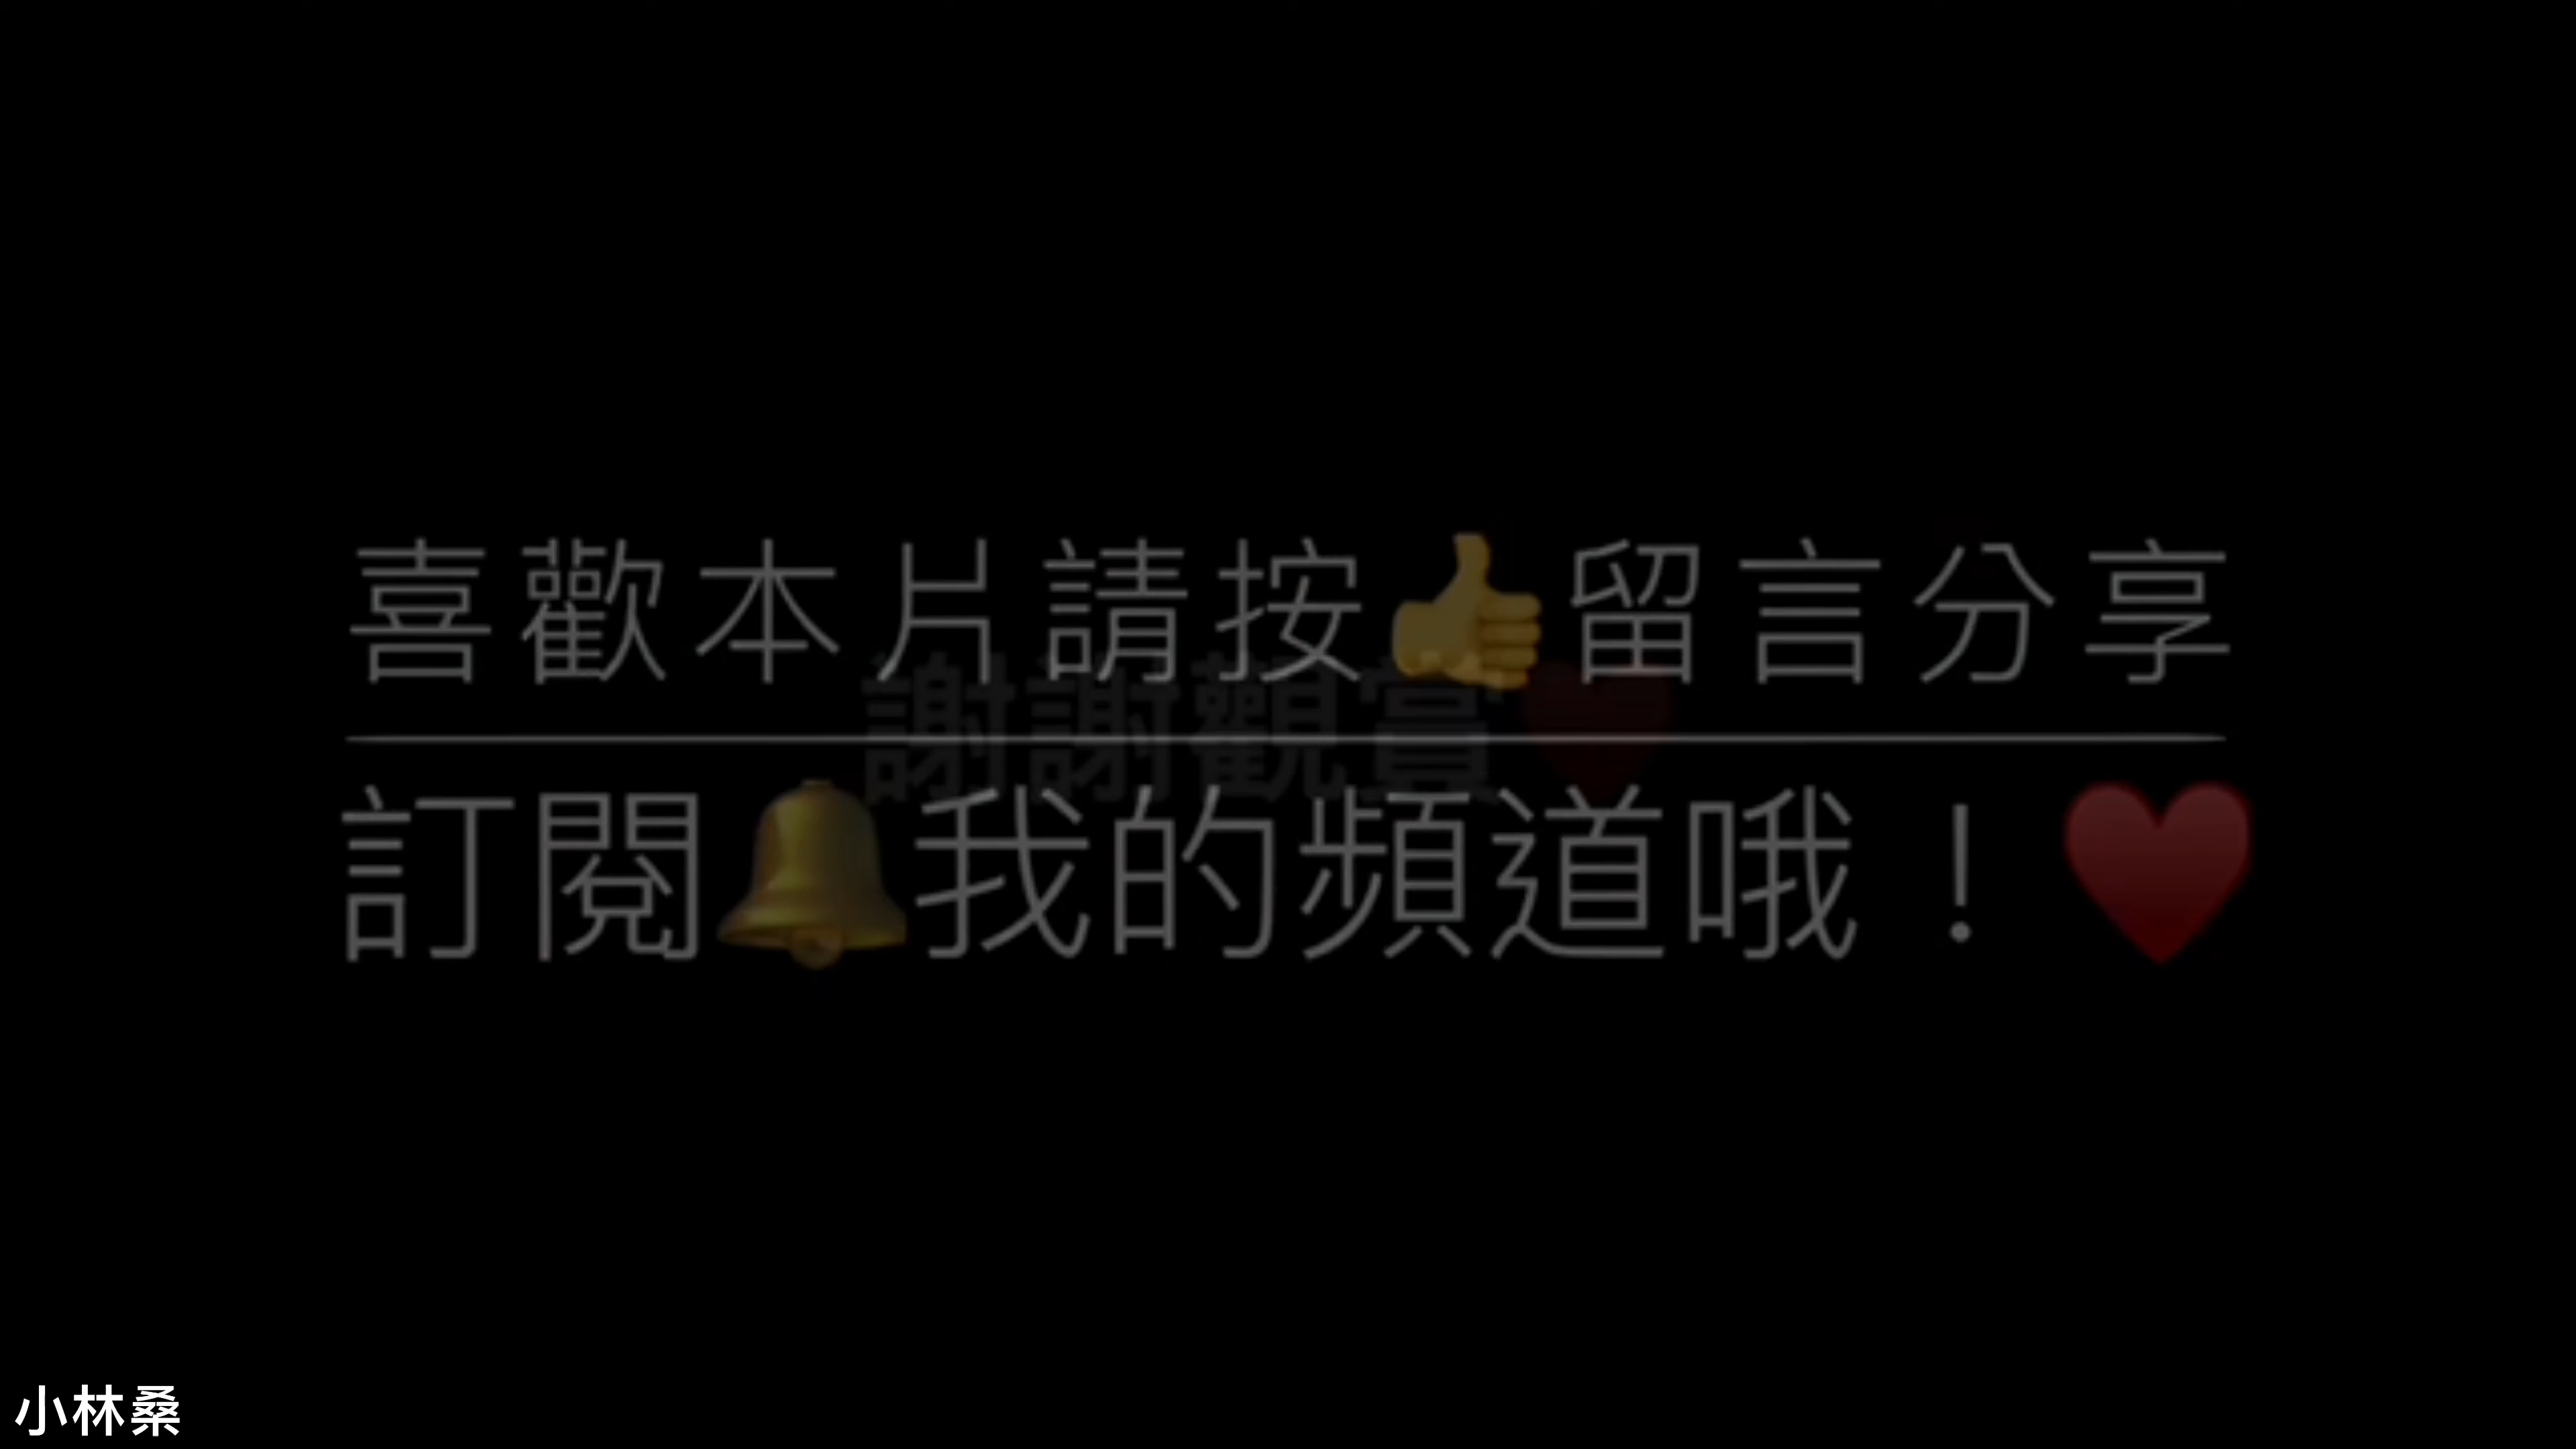 喜歡本片請按👍留言分享
謝謝觀賞♥
訂閱🔔我的頻道哦！♥
小林桑